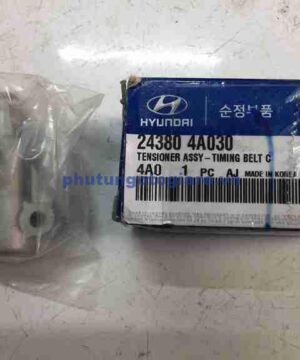 HYUNDAI
순정부품
24380 4A030
TENSIONER ASSY-TIMING BELT C
4A0 1 PC AJ MADE IN KOREA